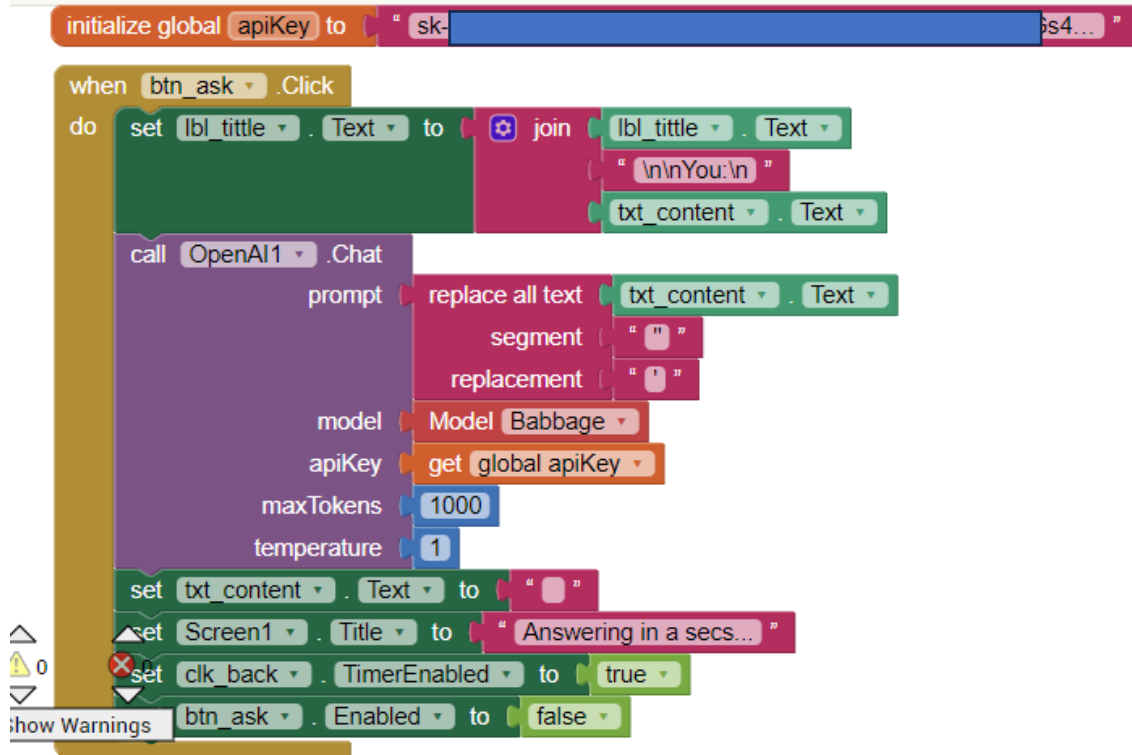 initialize global apiKey to " sk- Gs4... "
when btn_ask .Click
do set lbl_tittle . Text to join lbl_tittle . Text
" \n\nYou:\n "
txt_content . Text
call OpenAI1 .Chat
prompt replace all text txt_content . Text
segment " " "
replacement " ' "
model Model Babbage
apiKey get global apiKey
maxTokens 1000
temperature 1
set txt_content . Text to " "
set Screen1 . Title to " Answering in a secs... "
0 set clk_back . TimerEnabled to true
Show Warnings btn_ask . Enabled to false